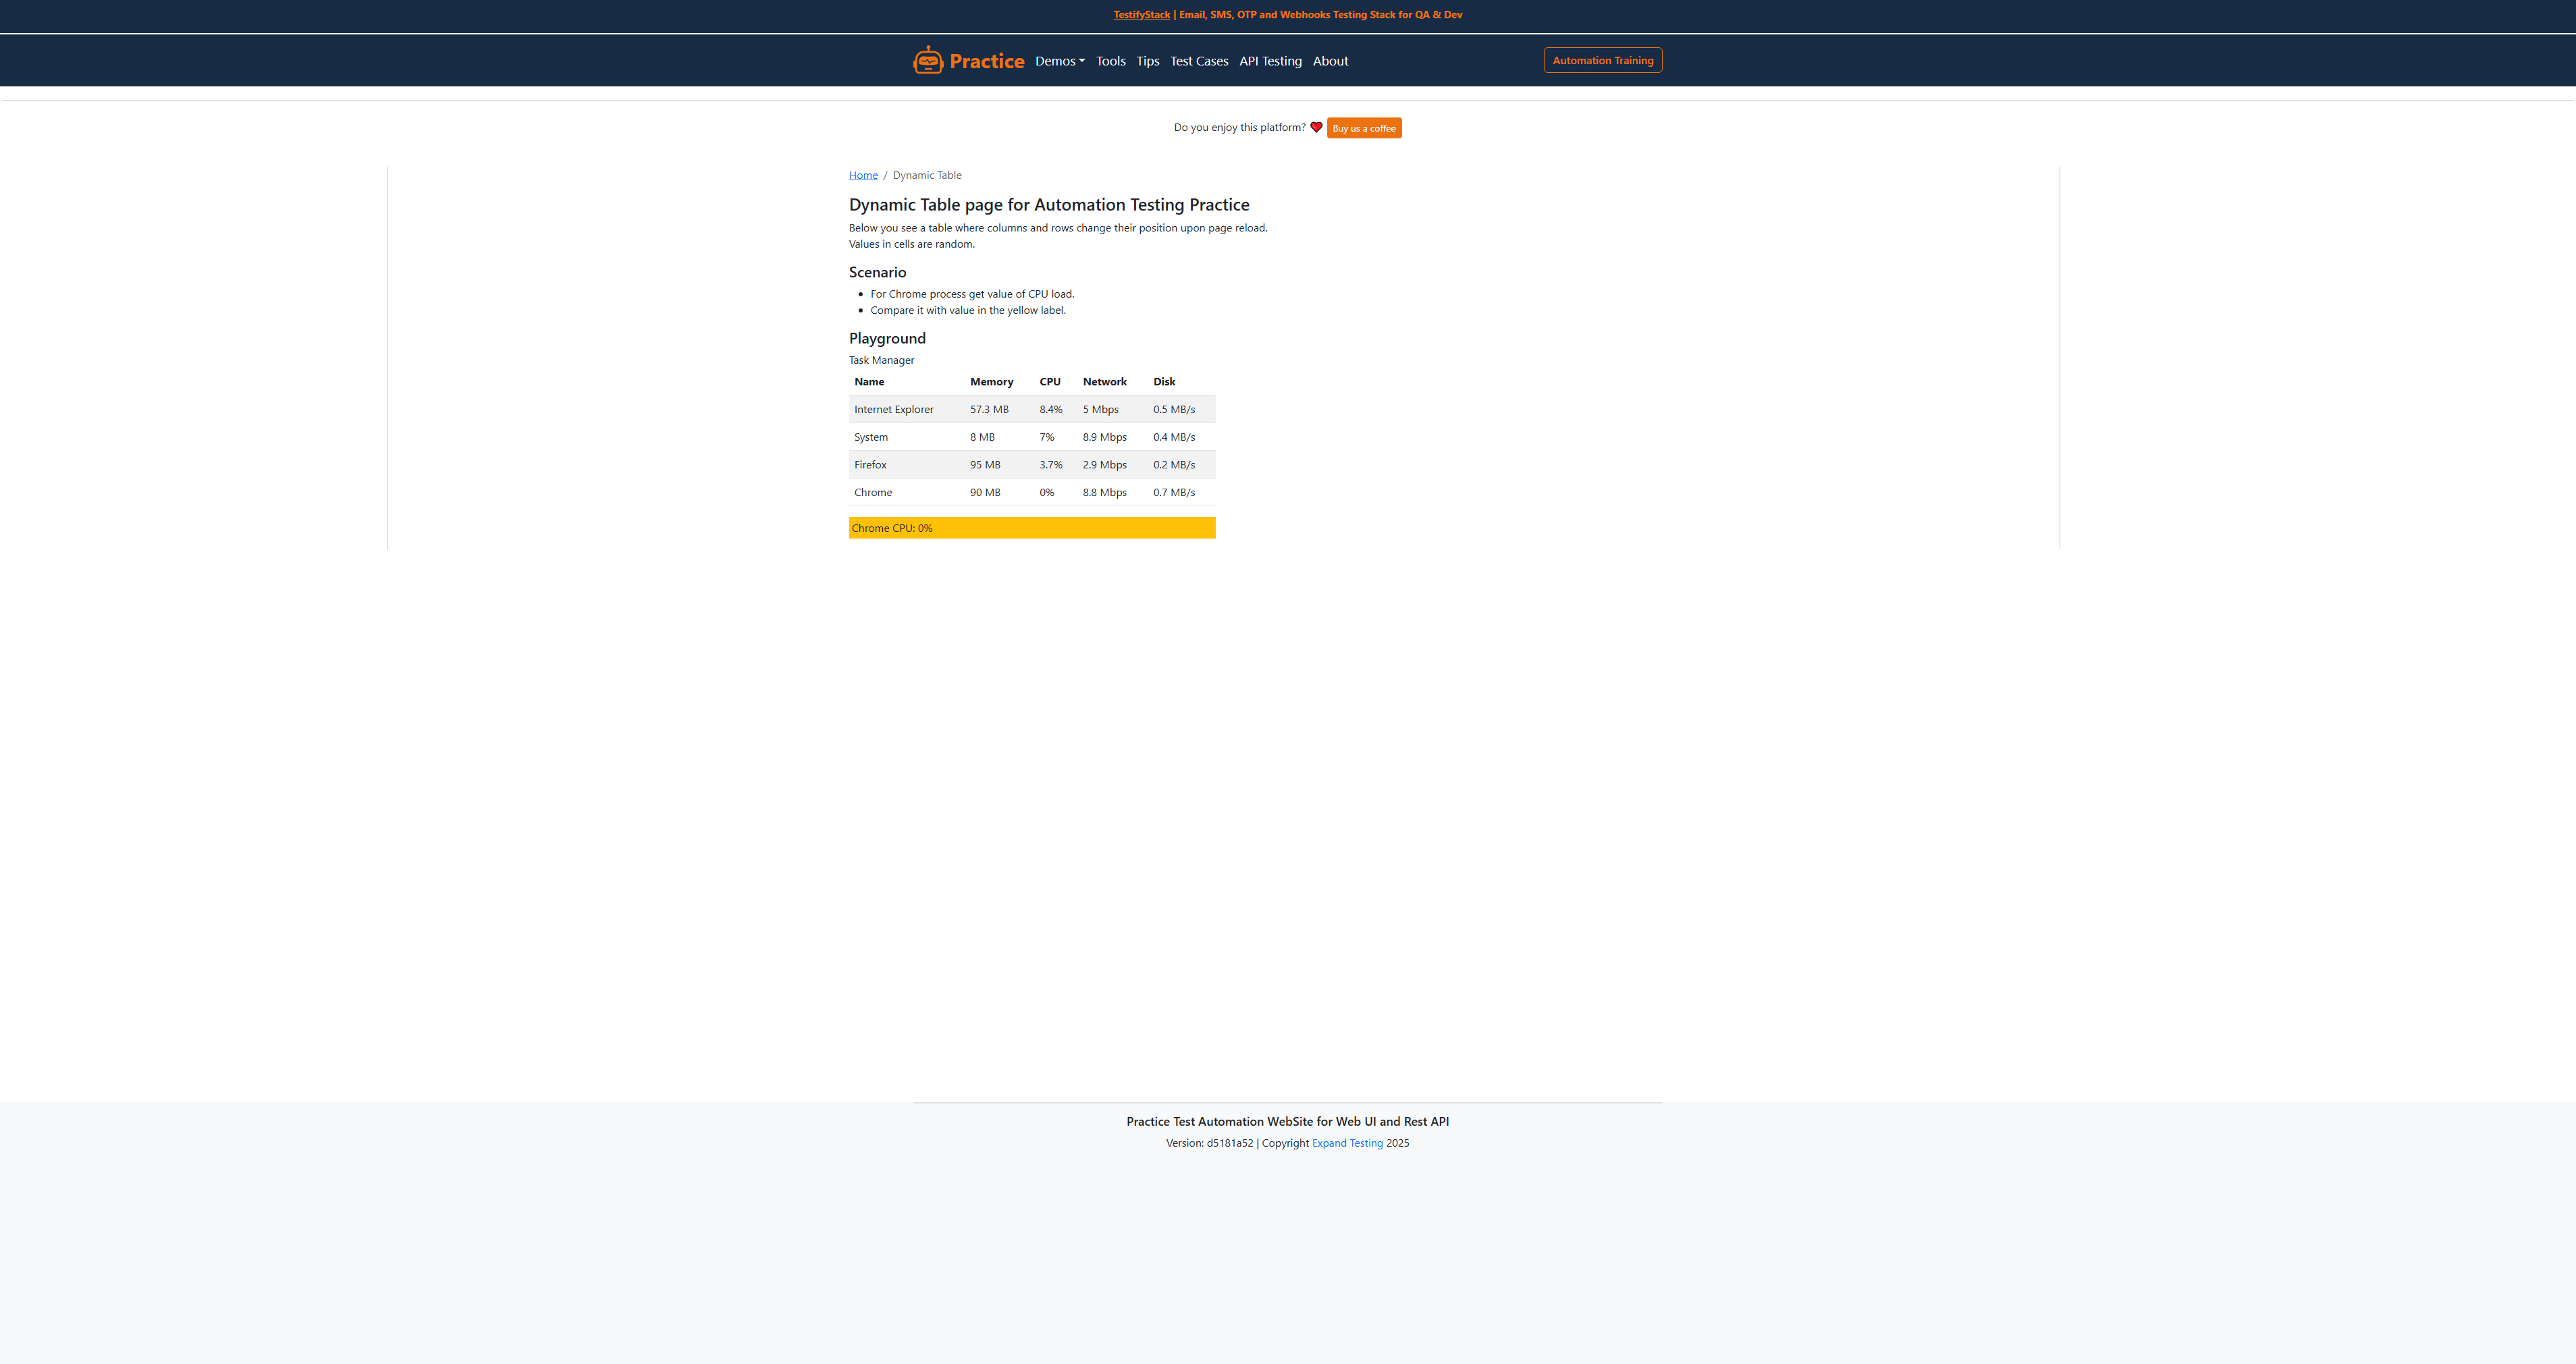 TestifyStack | Email, SMS, OTP and Webhooks Testing Stack for QA & Dev
Practice Demos Tools Tips Test Cases API Testing About Automation Training
Do you enjoy this platform? Buy us a coffee
Home / Dynamic Table
Dynamic Table page for Automation Testing Practice
Below you see a table where columns and rows change their position upon page reload.
Values in cells are random.
Scenario
For Chrome process get value of CPU load.
Compare it with value in the yellow label.
Playground
Task Manager
Name Memory CPU Network Disk
Internet Explorer 57.3 MB 8.4% 5 Mbps 0.5 MB/s
System 8 MB 7% 8.9 Mbps 0.4 MB/s
Firefox 95 MB 3.7% 2.9 Mbps 0.2 MB/s
Chrome 90 MB 0% 8.8 Mbps 0.7 MB/s
Chrome CPU: 0%
Practice Test Automation WebSite for Web UI and Rest API
Version: d5181a52 | Copyright Expand Testing 2025